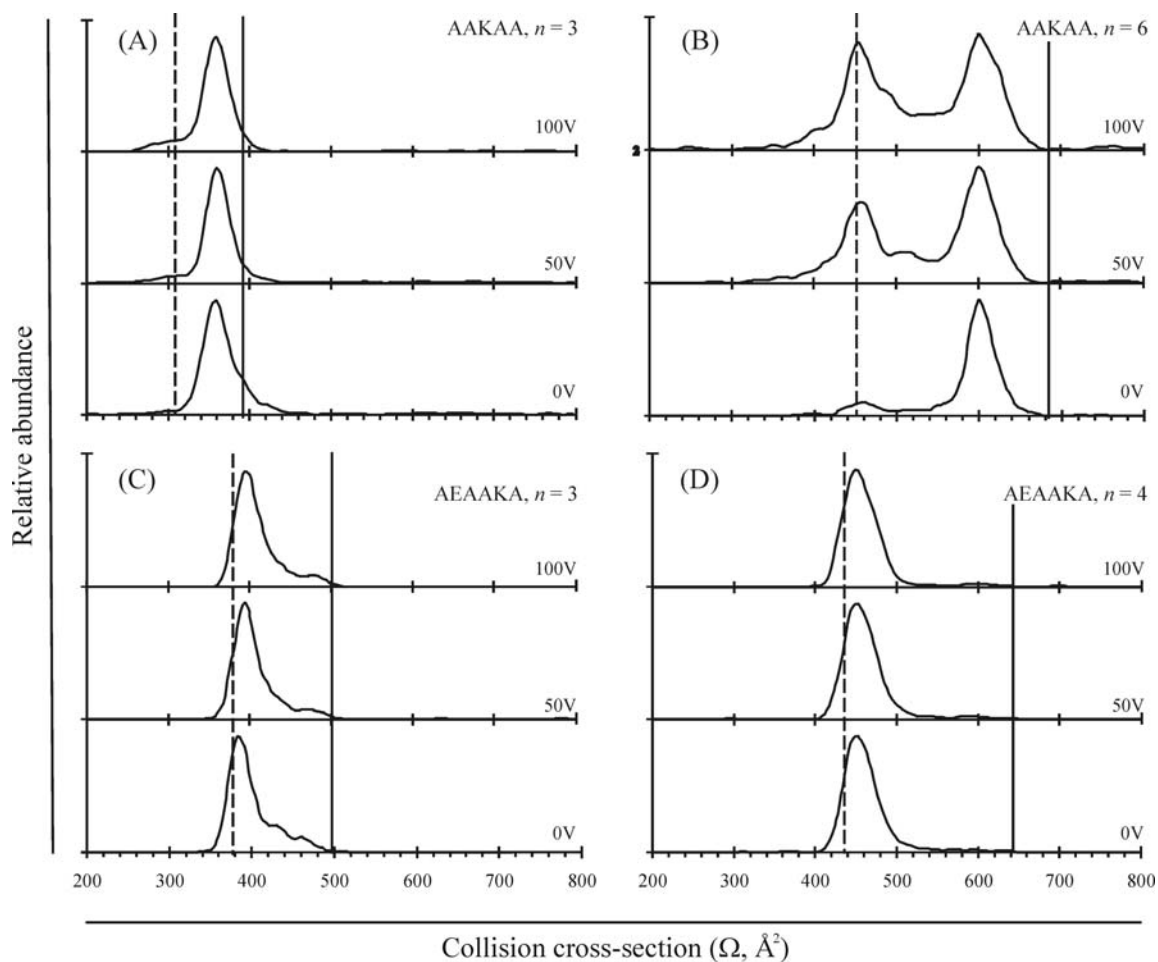 (A) AAKAA, n = 3
100V
50V
0V
(B) AAKAA, n = 6
100V
50V
0V
(C) AEAAKA, n = 3
100V
50V
0V
200 300 400 500 600 700 800
(D) AEAAKA, n = 4
100V
50V
0V
200 300 400 500 600 700 800
Relative abundance
Collision cross-section (Ω, Å²)